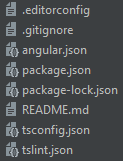 .editorconfig
.gitignore
angular.json
package.json
package-lock.json
README.md
tsconfig.json
tslint.json